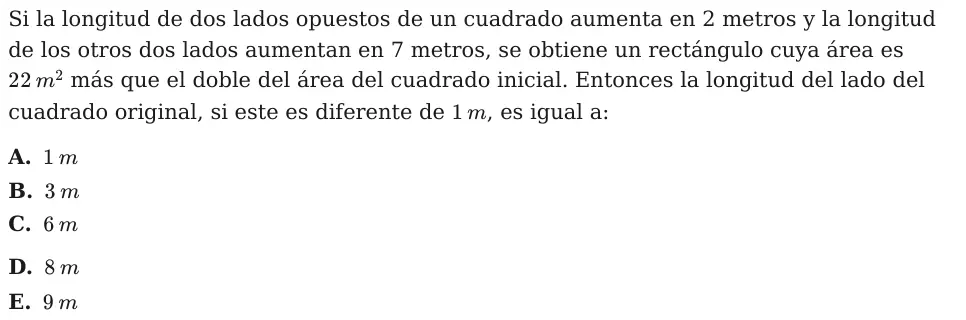 Si la longitud de dos lados opuestos de un cuadrado aumenta en 2 metros y la longitud
de los otros dos lados aumentan en 7 metros, se obtiene un rectángulo cuya área es
22 m² más que el doble del área del cuadrado inicial. Entonces la longitud del lado del
cuadrado original, si este es diferente de 1 m, es igual a:
A. 1 m
B. 3 m
C. 6 m
D. 8 m
E. 9 m